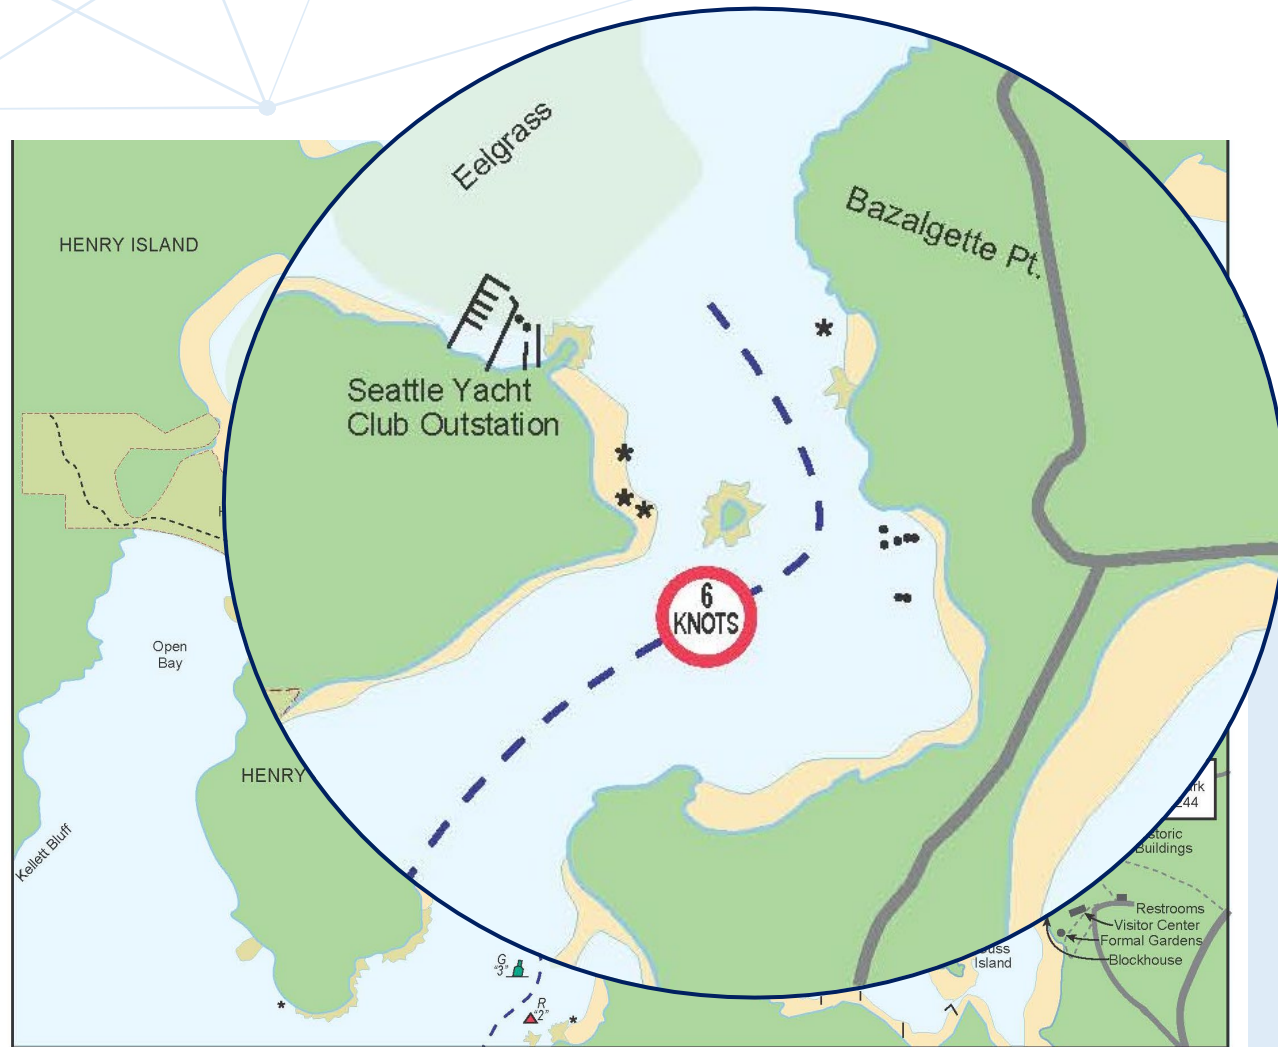 Eelgrass
Bazalgette Pt.
HENRY ISLAND
Seattle Yacht
Club Outstation
6
KNOTS
Open
Bay
HENRY
Kellett Bluff
44
Buildings
Restrooms
Visitor Center
Formal Gardens
Blockhouse
Island
G
"3"
R
"2"